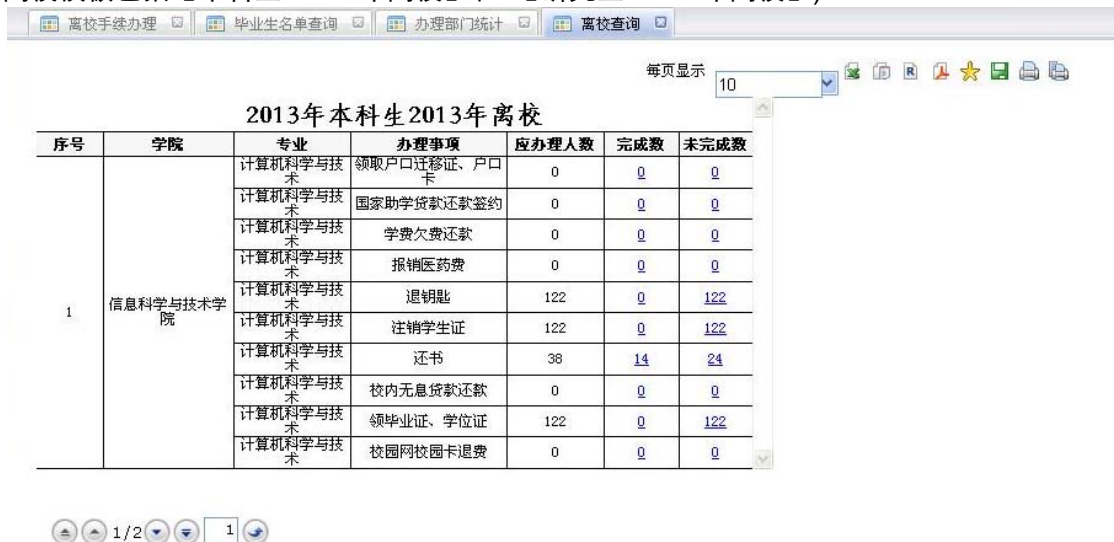 离校手续办理 毕业生名单查询 办理部门统计 离校查询
每页显示 10
2013年本科生2013年离校
序号 学院 专业 办理事项 应办理人数 完成数 未完成数
1 信息科学与技术学院 计算机科学与技术 领取户口迁移证、户口卡 0 0 0
计算机科学与技术 国家助学贷款还款签约 0 0 0
计算机科学与技术 学费欠费还款 0 0 0
计算机科学与技术 报销医药费 0 0 0
计算机科学与技术 退钥匙 122 0 122
计算机科学与技术 注销学生证 122 0 122
计算机科学与技术 还书 38 14 24
计算机科学与技术 校内无息贷款还款 0 0 0
计算机科学与技术 领毕业证、学位证 122 0 122
计算机科学与技术 校园网校园卡退费 0 0 0
1/2 1